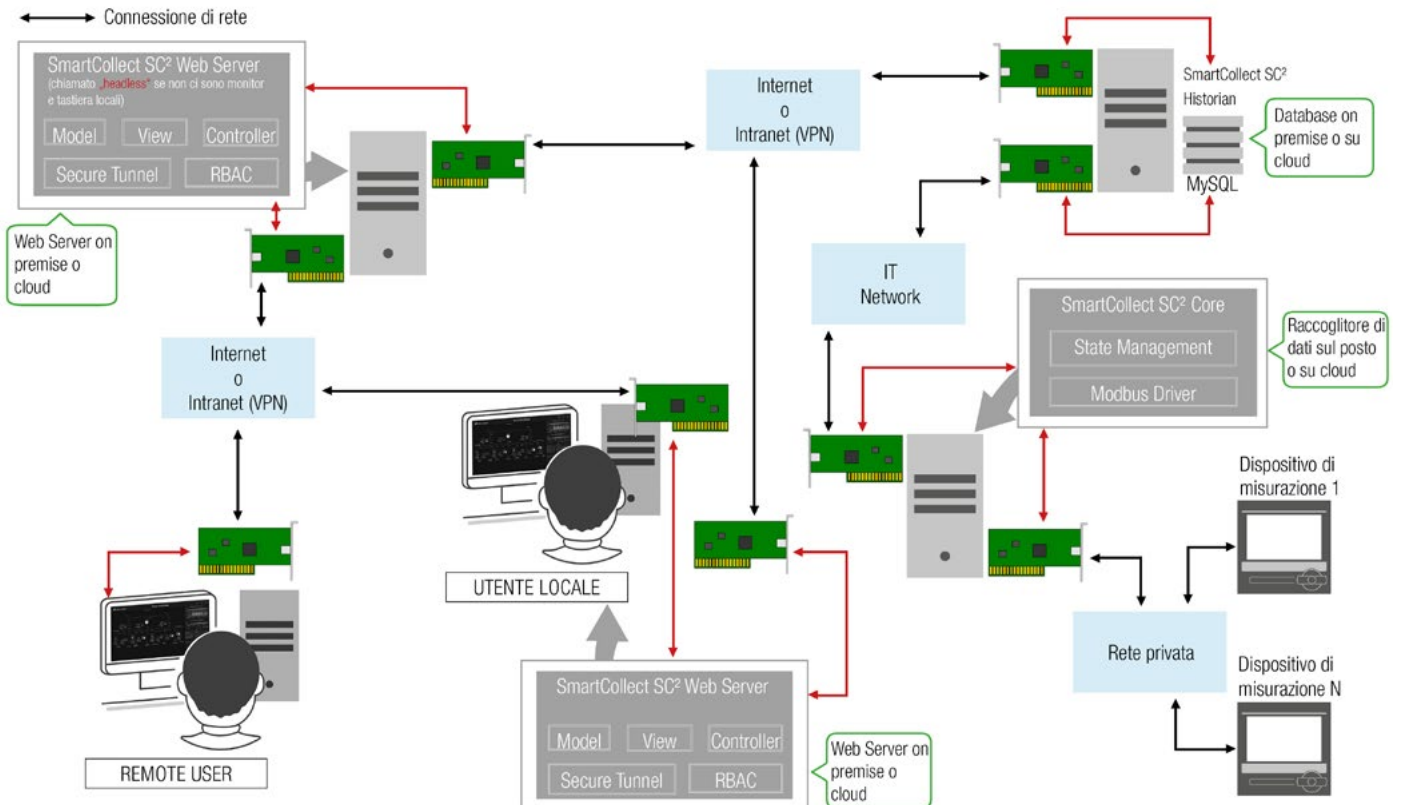 Connessione di rete
SmartCollect SC² Web Server
(chiamato „headless“ se non ci sono monitor
e tastiera locali)
Model
View
Controller
Secure Tunnel
RBAC
Web Server on
premise o
cloud
Internet
o
Intranet (VPN)
SmartCollect SC²
Historian
MySQL
Database on
premise o su
cloud
IT
Network
SmartCollect SC² Core
State Management
Modbus Driver
Raccoglitore di
dati sul posto
o su cloud
Internet
o
Intranet (VPN)
UTENTE LOCALE
REMOTE USER
SmartCollect SC² Web Server
Model
View
Controller
Secure Tunnel
RBAC
Web Server on
premise o
cloud
Dispositivo di
misurazione 1
Rete privata
Dispositivo di
misurazione N